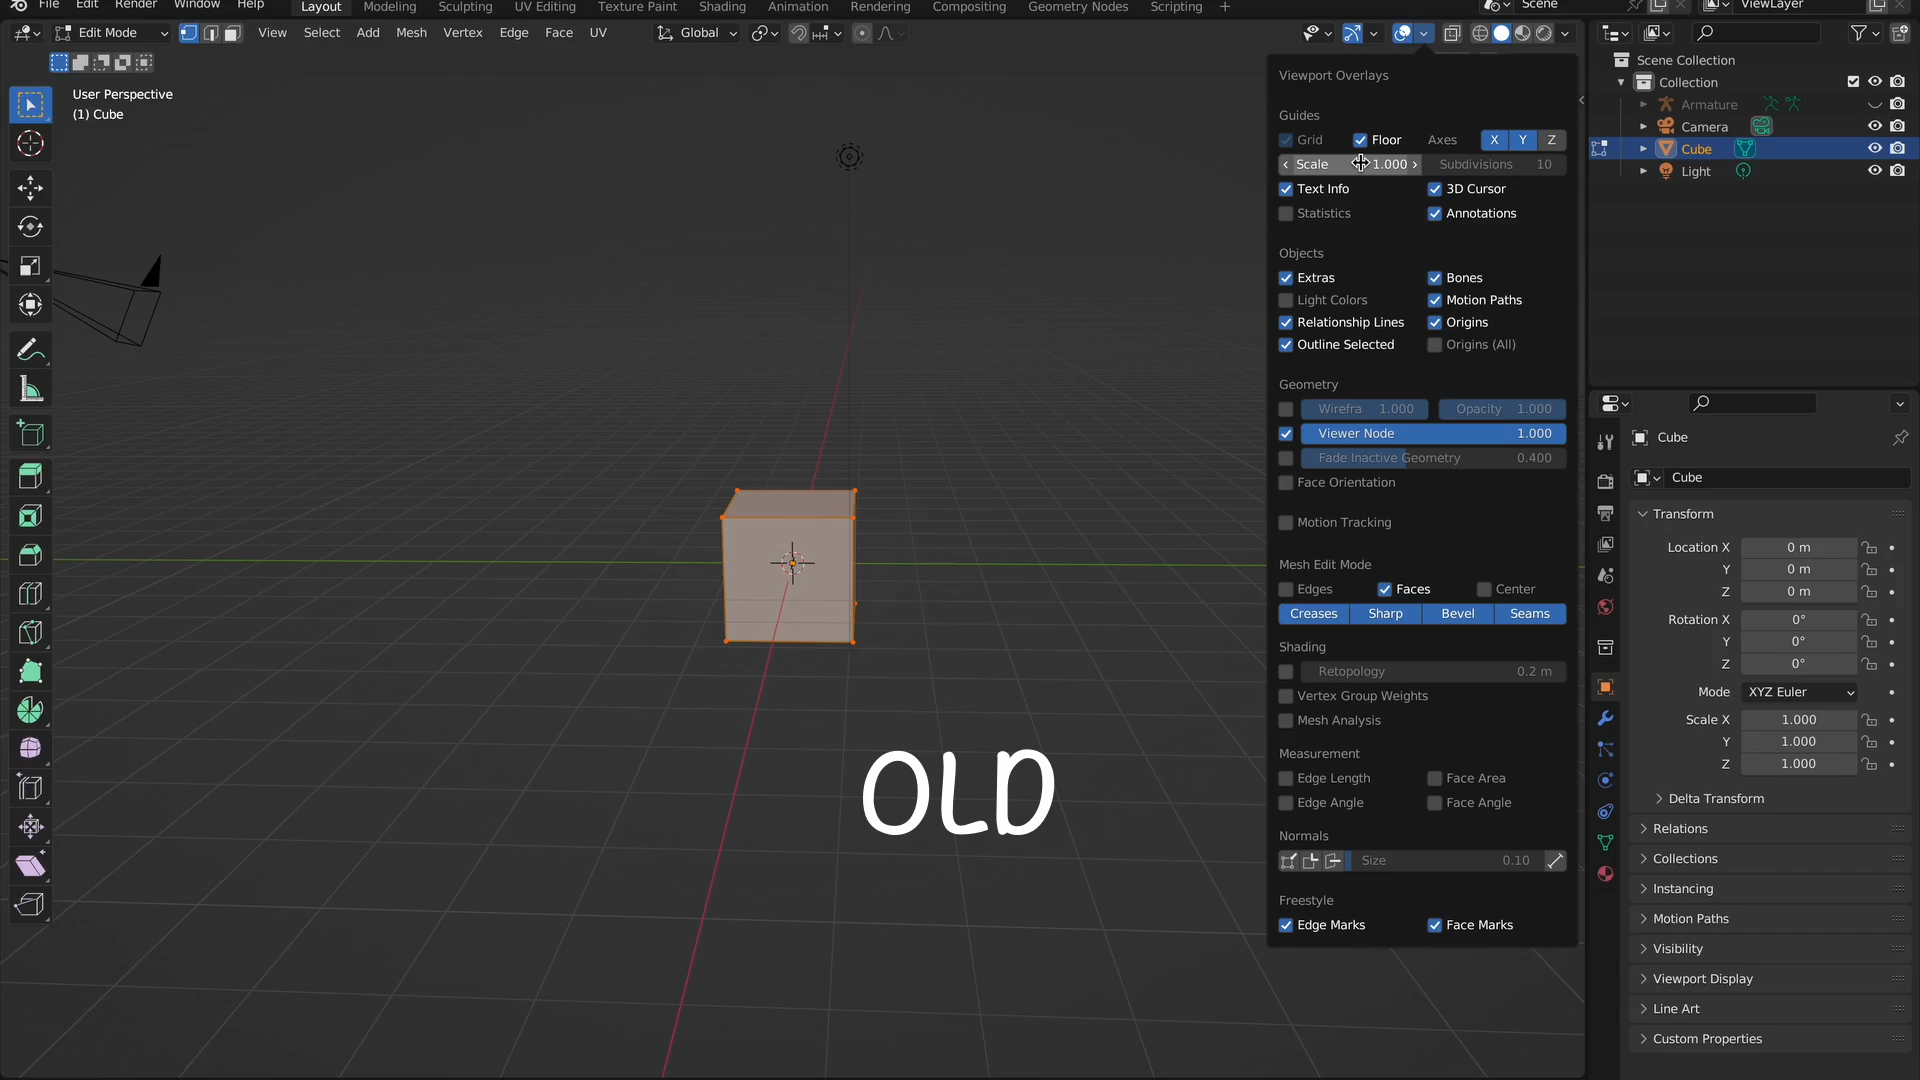 File Edit Render Window Help Layout Modeling Sculpting UV Editing Texture Paint Shading Animation Rendering Compositing Geometry Nodes Scripting + Scene ViewLayer
Edit Mode View Select Add Mesh Vertex Edge Face UV Global
User Perspective
(1) Cube
Viewport Overlays
Guides
Grid Floor Axes X Y Z
Scale 1.000 Subdivisions 10
Text Info 3D Cursor
Statistics Annotations
Objects
Extras Bones
Light Colors Motion Paths
Relationship Lines Origins
Outline Selected Origins (All)
Geometry
Wirefra 1.000 Opacity 1.000
Viewer Node 1.000
Fade Inactive Geometry 0.400
Face Orientation
Motion Tracking
Mesh Edit Mode
Edges Faces Center
Creases Sharp Bevel Seams
Shading
Retopology 0.2 m
Vertex Group Weights
Mesh Analysis
Measurement
Edge Length Face Area
Edge Angle Face Angle
Normals
Size 0.10
Freestyle
Edge Marks Face Marks
OLD
Scene Collection
Collection
Armature
Camera
Cube
Light
Cube
Cube
Transform
Location X 0 m
Y 0 m
Z 0 m
Rotation X 0°
Y 0°
Z 0°
Mode XYZ Euler
Scale X 1.000
Y 1.000
Z 1.000
Delta Transform
Relations
Collections
Instancing
Motion Paths
Visibility
Viewport Display
Line Art
Custom Properties